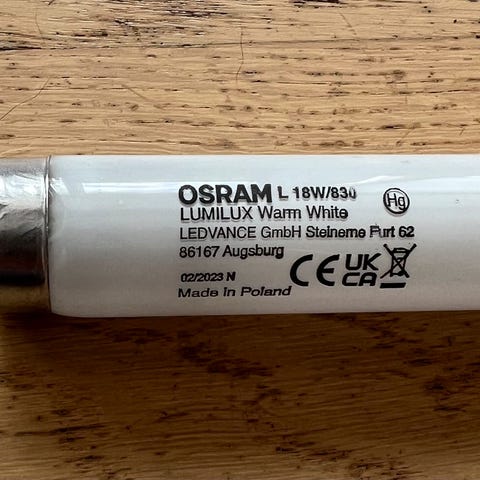 OSRAM L 18W/830
LUMILUX Warm White
Hg
LEDVANCE GmbH Steinerne Furt 62
86167 Augsburg
02/2023 N
Made in Poland
CE UK CA